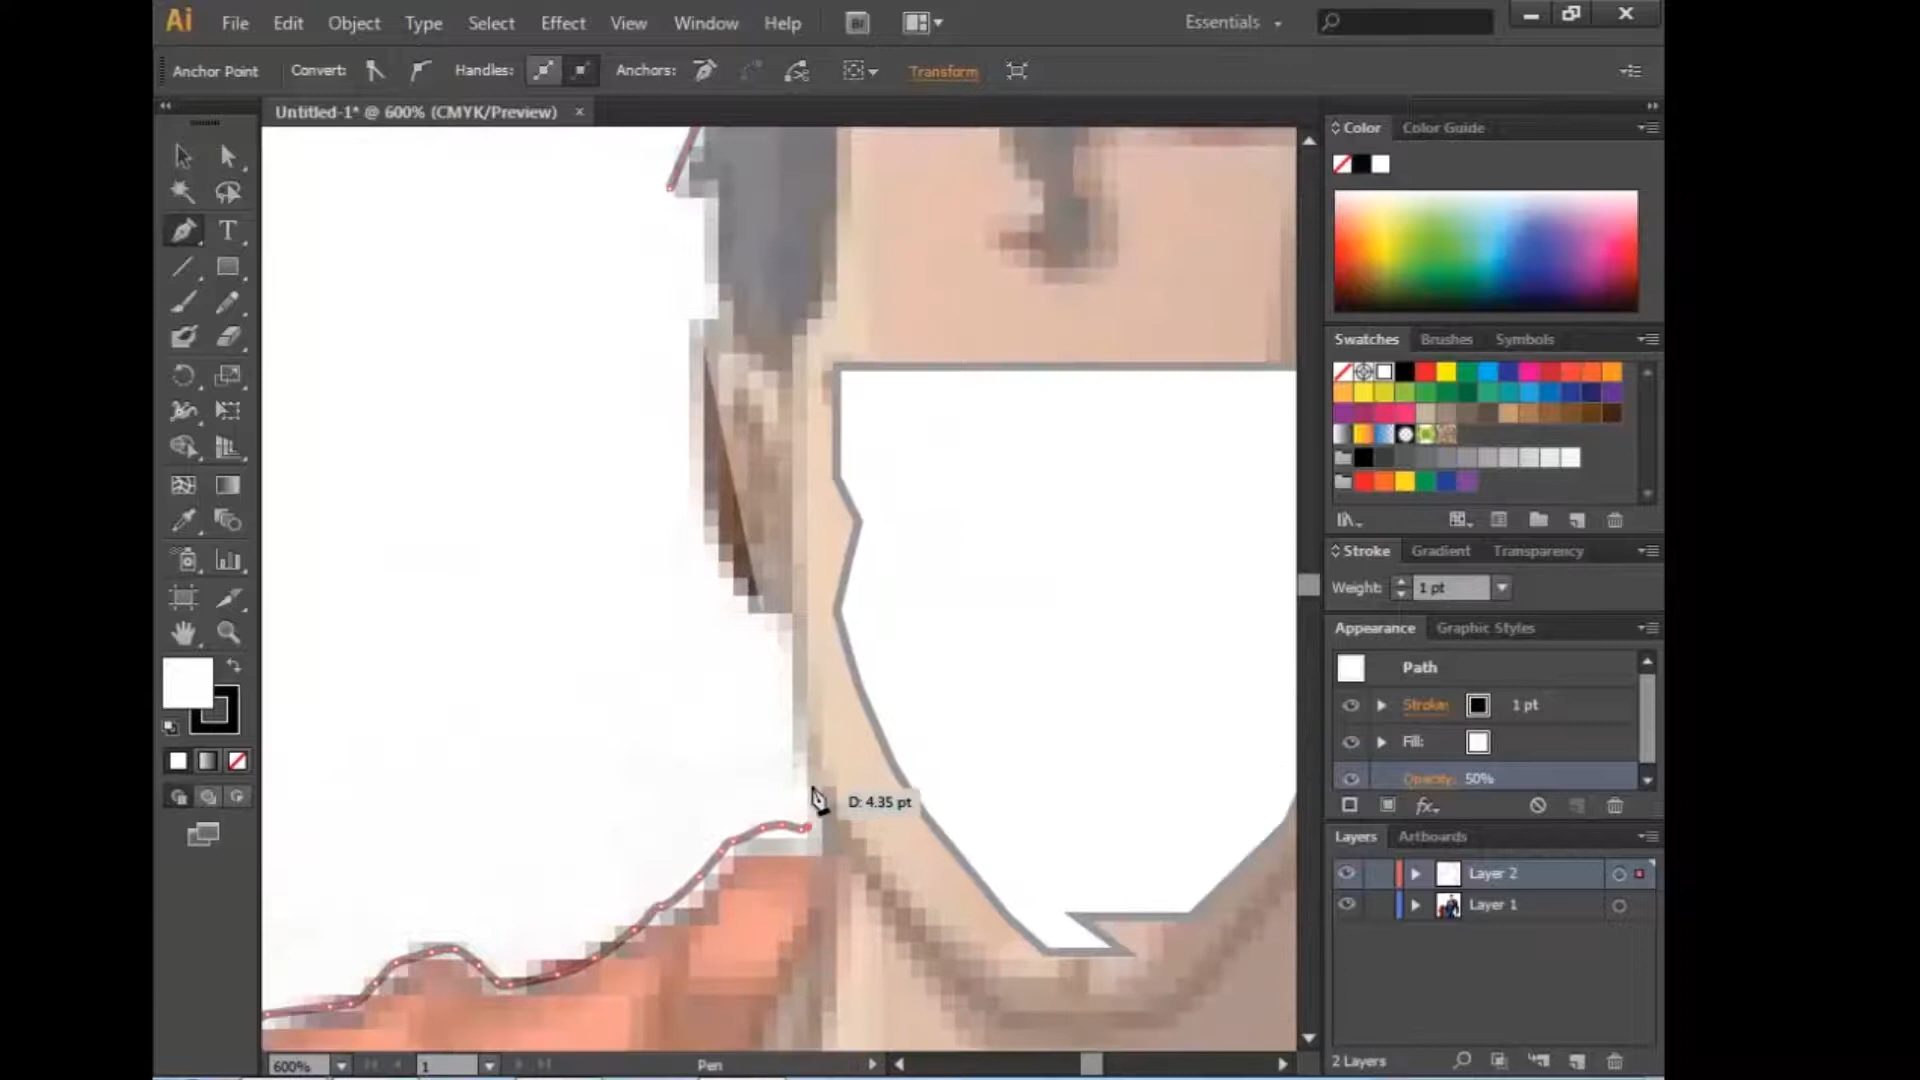 Ai File Edit Object Type Select Effect View Window Help Br Essentials
Anchor Point Convert: Handles: Anchors: Transform
Untitled-1* @ 600% (CMYK/Preview)
Color Color Guide
T
Swatches Brushes Symbols
Stroke Gradient Transparency
Weight: 1 pt
Appearance Graphic Styles
Path
Stroke: 1 pt
Fill:
Opacity: 50%
D: 4.35 pt
fx
Layers Artboards
Layer 2
Layer 1
2 Layers
600% 1 Pen